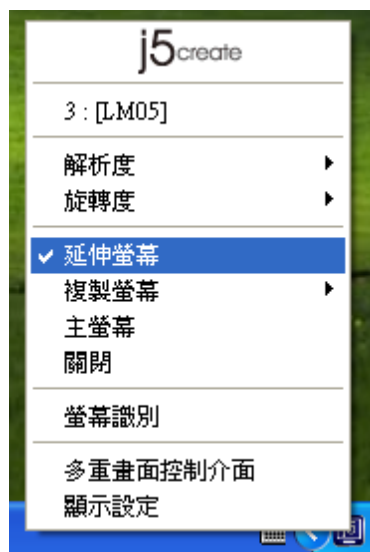 j5create
3 : [LM05]
解析度
旋轉度
延伸螢幕
複製螢幕
主螢幕
關閉
螢幕識別
多重畫面控制介面
顯示設定
j5